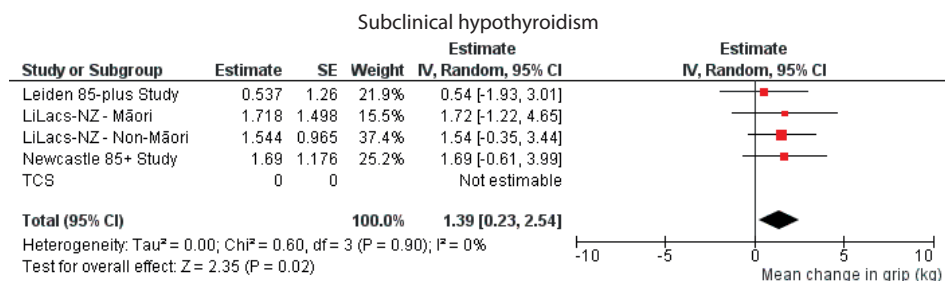 Subclinical hypothyroidism
Estimate Estimate
Study or Subgroup Estimate SE Weight IV, Random, 95% CI IV, Random, 95% CI
Leiden 85-plus Study 0.537 1.26 21.9% 0.54 [-1.93, 3.01]
LiLacs-NZ - Māori 1.718 1.498 15.5% 1.72 [-1.22, 4.65]
LiLacs-NZ - Non-Māori 1.544 0.965 37.4% 1.54 [-0.35, 3.44]
Newcastle 85+ Study 1.69 1.176 25.2% 1.69 [-0.61, 3.99]
TCS 0 0 Not estimable
Total (95% CI) 100.0% 1.39 [0.23, 2.54]
Heterogeneity: Tau² = 0.00; Chi² = 0.60, df = 3 (P = 0.90); I² = 0%
Test for overall effect: Z = 2.35 (P = 0.02)
-10 -5 0 5 10
Mean change in grip (kg)